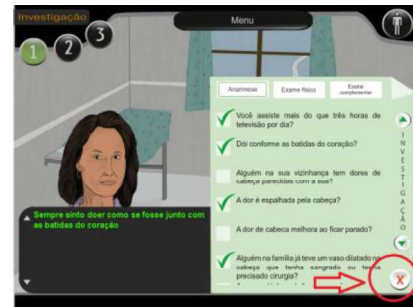 Investigação
Menu
1
2
3
Anamnese
Exame físico
Exame complementar
Você assiste mais do que três horas de
televisão por dia?
Dói conforme as batidas do coração?
Alguém na sua vizinhança tem dores de
cabeça parecidas com a sua?
A dor é espalhada pela cabeça?
A dor de cabeça melhora ao ficar parado?
Alguém na família já teve um vaso dilatado na
cabeça que tenha sangrado ou tenha
precisado cirurgia?
INVESTIGAÇÃO
Sempre sinto doer como se fosse junto com
as batidas do coração
X